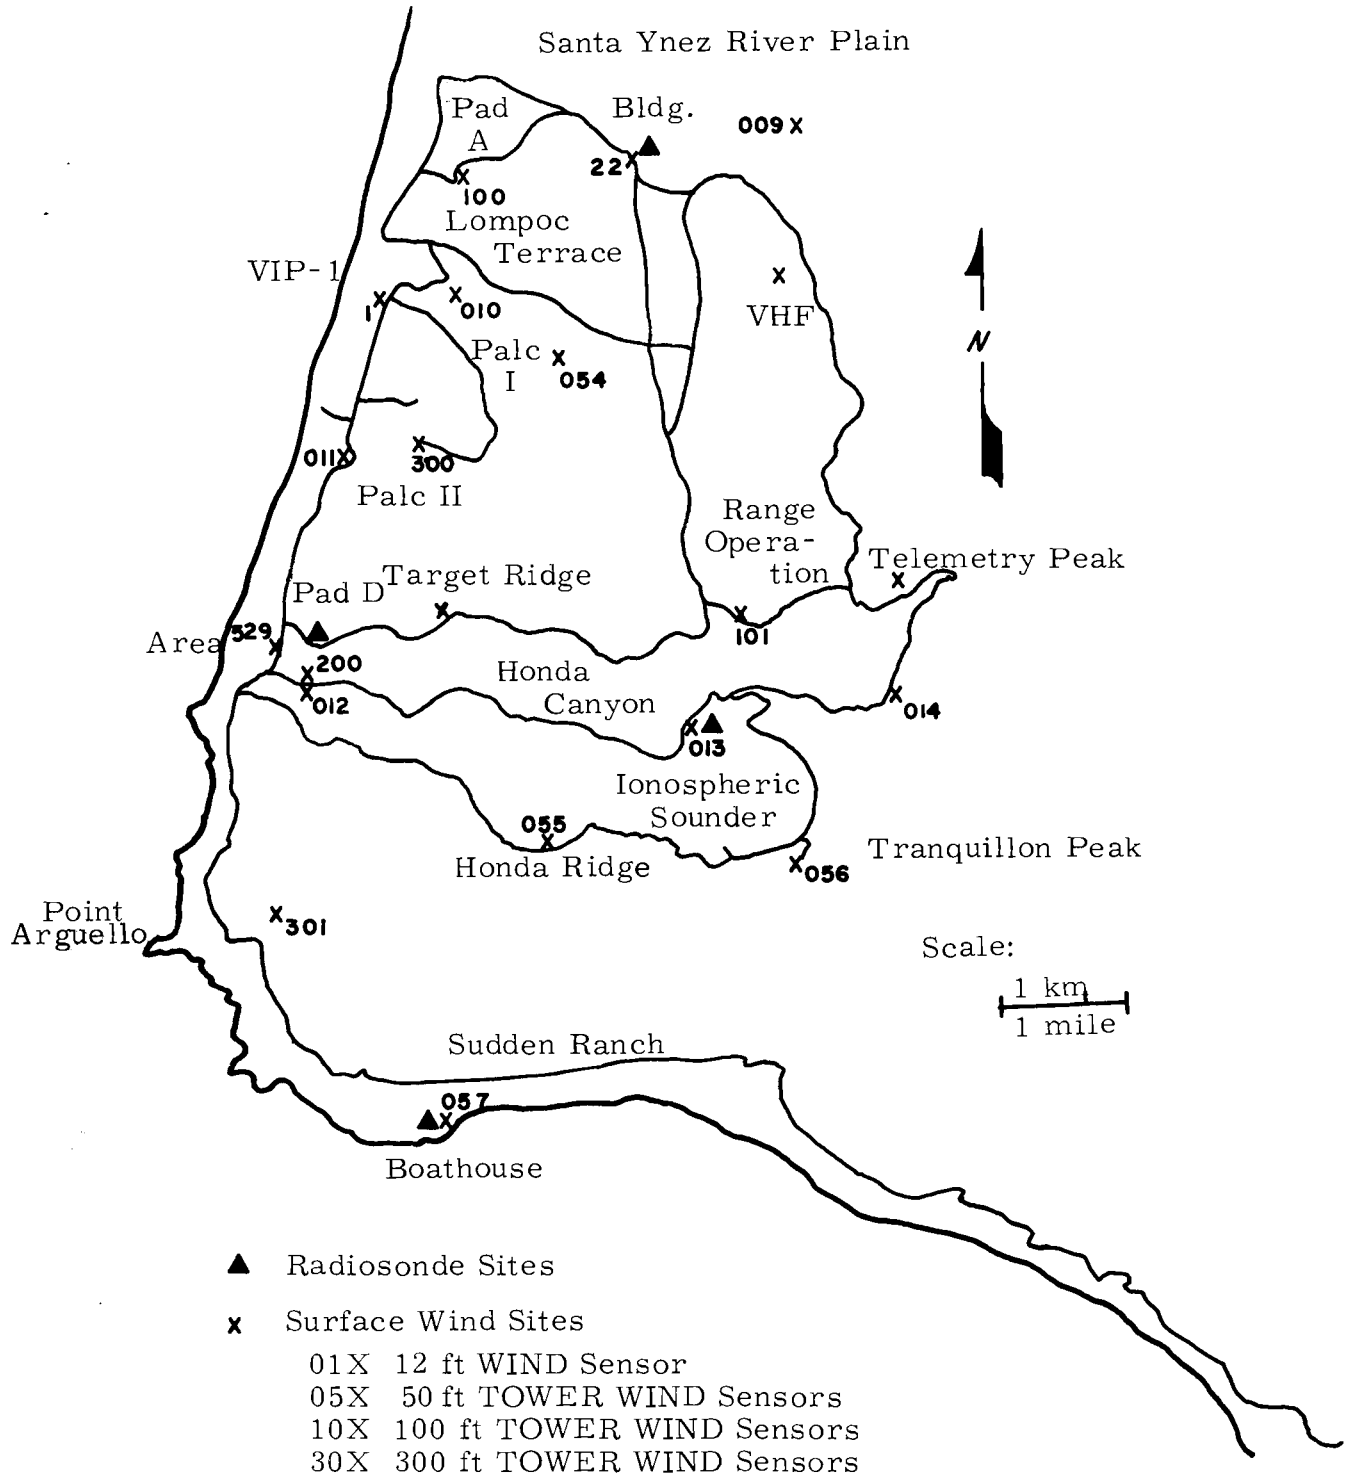 Santa Ynez River Plain
Pad
A
Bldg.
009 X
22
100
Lompoc
Terrace
VIP-1
1
010
VHF
N
Palc
I
054
011
300
Palc II
Range
Opera-
tion
Telemetry Peak
Target Ridge
Pad D
Area
529
101
200
Honda
Canyon
012
014
013
Ionospheric
Sounder
055
Honda Ridge
Tranquillon Peak
056
Point
Arguello
301
Scale:
1 km
1 mile
Sudden Ranch
057
Boathouse
Radiosonde Sites
x Surface Wind Sites
01X 12 ft WIND Sensor
05X 50 ft TOWER WIND Sensors
10X 100 ft TOWER WIND Sensors
30X 300 ft TOWER WIND Sensors